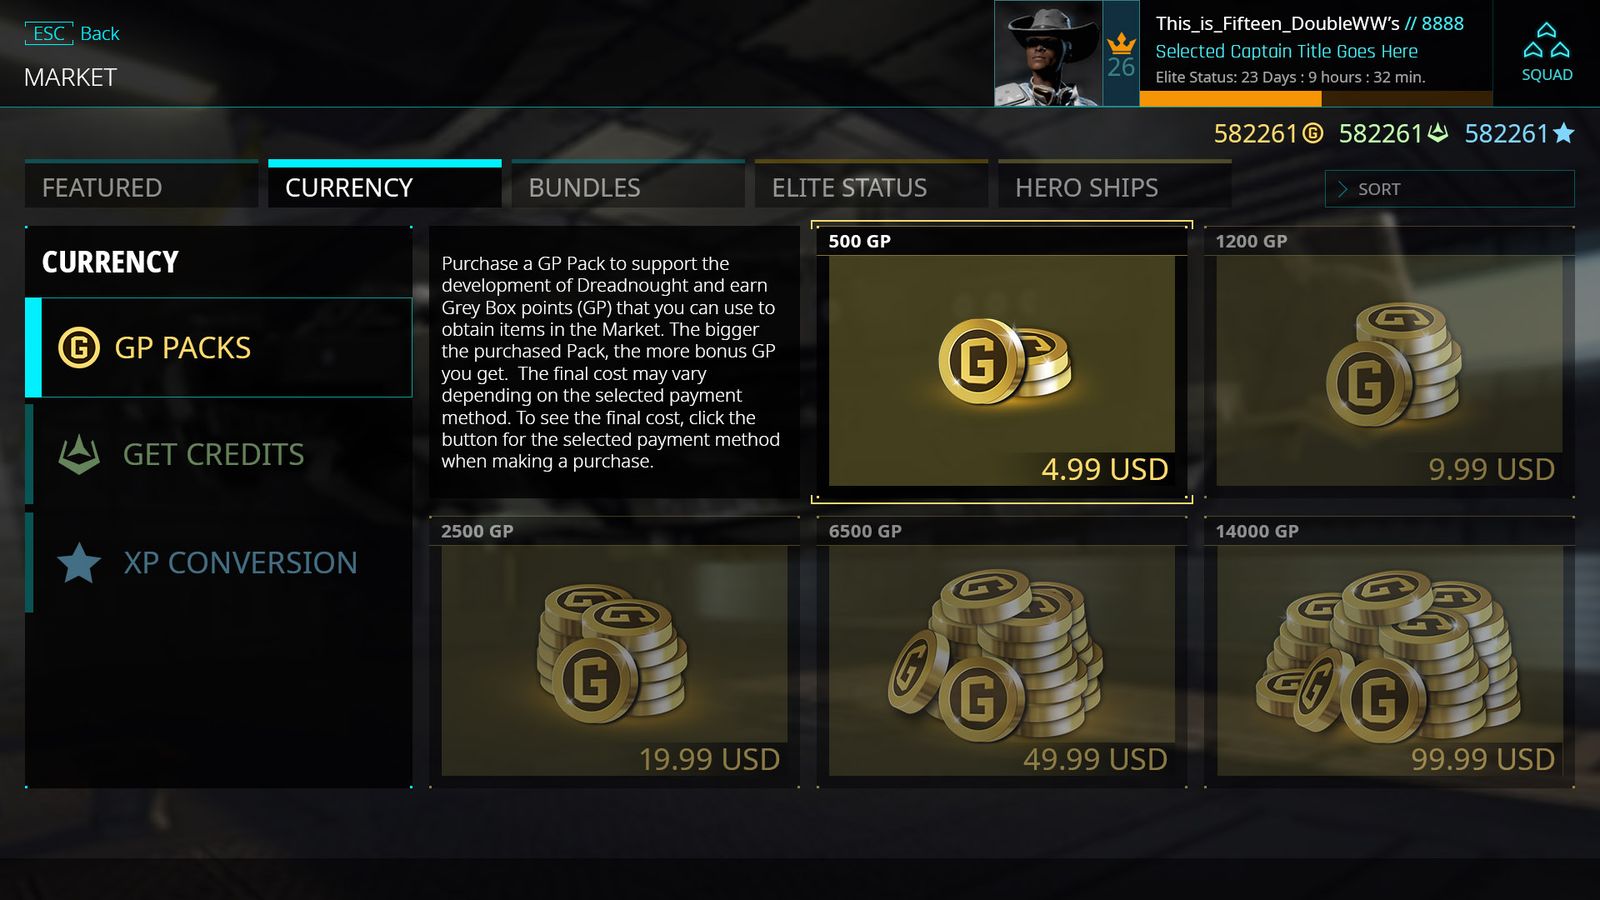 ESC Back
MARKET
26
This_is_Fifteen_DoubleWW's // 8888
Selected Captain Title Goes Here
Elite Status: 23 Days : 9 hours : 32 min.
SQUAD
582261 G 582261 582261
FEATURED
CURRENCY
BUNDLES
ELITE STATUS
HERO SHIPS
SORT
CURRENCY
G GP PACKS
GET CREDITS
XP CONVERSION
Purchase a GP Pack to support the
development of Dreadnought and earn
Grey Box points (GP) that you can use to
obtain items in the Market. The bigger
the purchased Pack, the more bonus GP
you get.  The final cost may vary
depending on the selected payment
method. To see the final cost, click the
button for the selected payment method
when making a purchase.
500 GP
G
4.99 USD
1200 GP
G
9.99 USD
2500 GP
G
19.99 USD
6500 GP
G
49.99 USD
14000 GP
G
99.99 USD